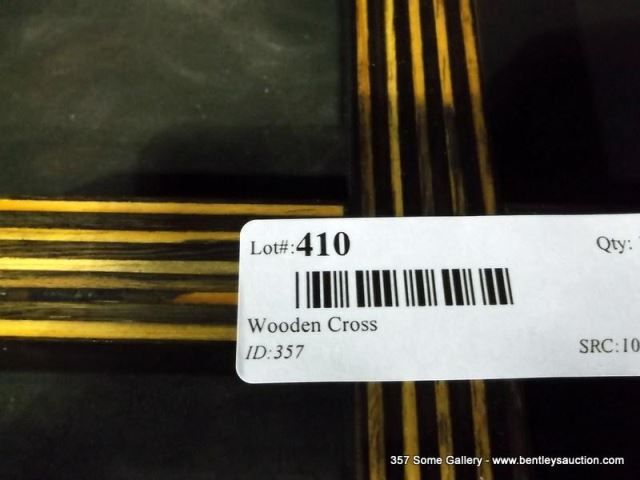 Lot#:410
Qty:
Wooden Cross
ID:357
SRC:10
357 Some Gallery - www.bentleysauction.com